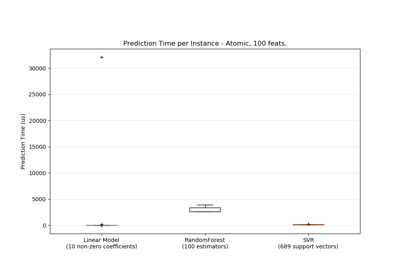 Prediction Time per Instance - Atomic, 100 feats.
Prediction Time (us)
30000
25000
20000
15000
10000
5000
0
Linear Model
(10 non-zero coefficients)
RandomForest
(100 estimators)
SVR
(689 support vectors)